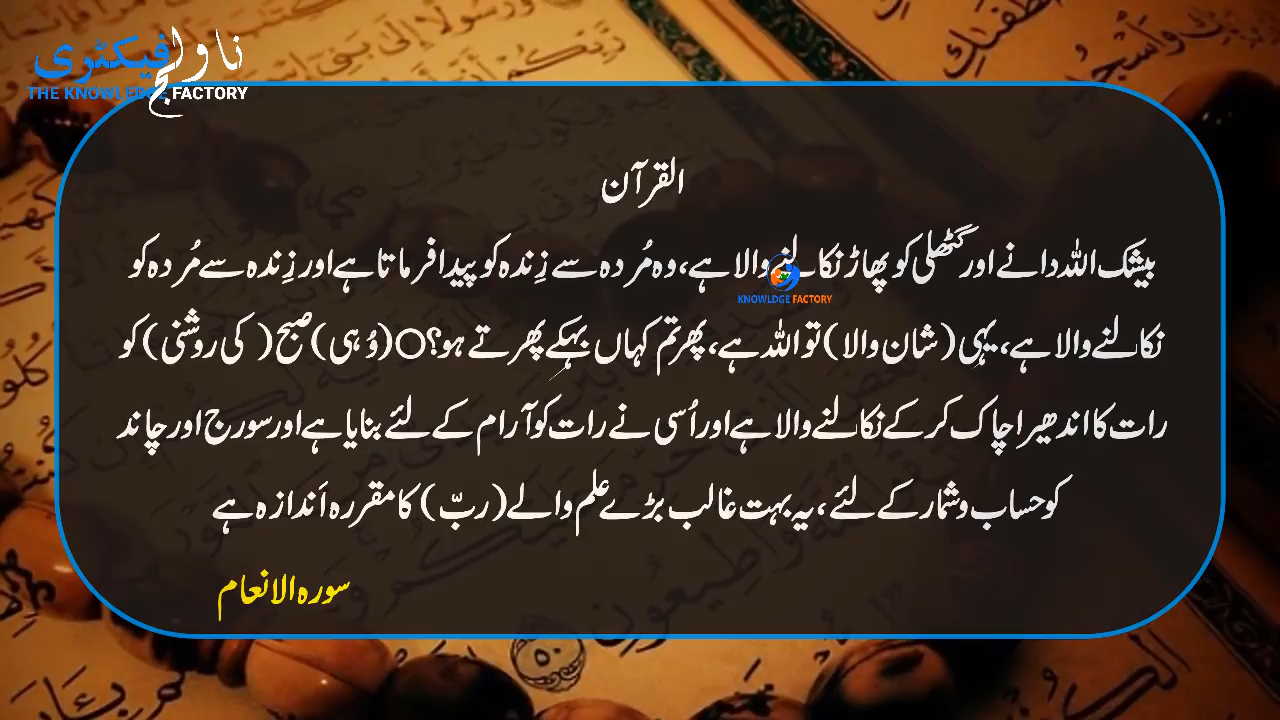 ناولج فیکٹری
THE KNOWLEDGE FACTORY
القرآن
بیشک اللہ دانے اور گٹھلی کو پھاڑ نکالنے والا ہے، وہ مُردہ سے زِندہ کو پیدا فرماتا ہے اور زِندہ سے مُردہ کو
KNOWLDGE FACTORY
نکالنے والا ہے، یہی (شان والا) تو اللہ ہے، پھر تم کہاں بہکے پھرتے ہو؟O (وُہی) صبح (کی روشنی) کو
رات کا اندھیرا چاک کر کے نکالنے والا ہے اور اُسی نے رات کو آرام کے لئے بنایا ہے اور سورج اور چاند
کو حساب و شمار کے لئے، یہ بہت غالب بڑے علم والے (ربّ) کا مقررہ اَندازہ ہے
سورہ الانعام